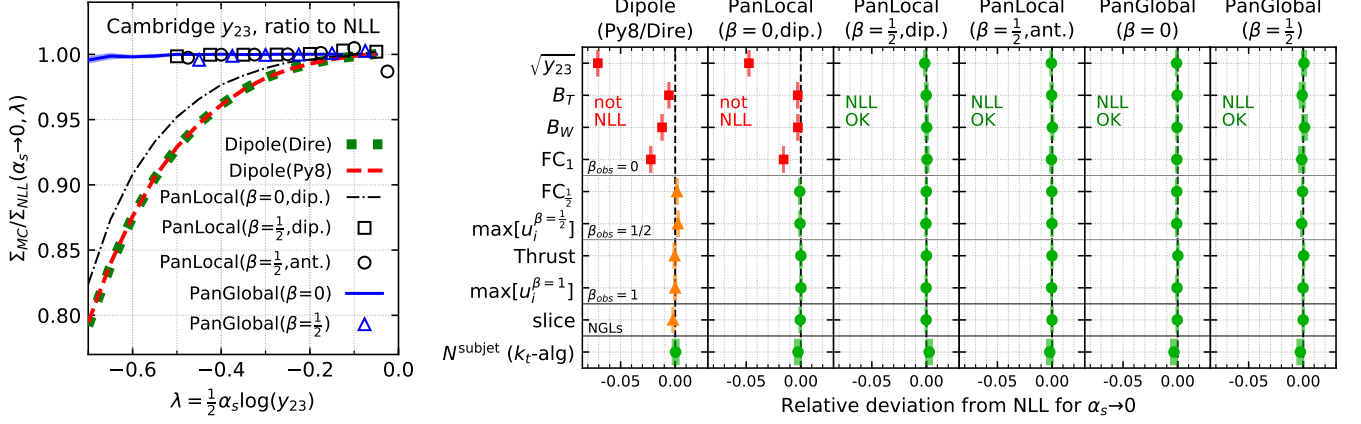 Cambridge y₂₃, ratio to NLL
Σ_MC/Σ_NLL(αₛ→0, λ)
1.00
0.95
0.90
0.85
0.80
Dipole(Dire)
Dipole(Py8)
PanLocal(β=0,dip.)
PanLocal(β=½,dip.)
PanLocal(β=½,ant.)
PanGlobal(β=0)
PanGlobal(β=½)
−0.6 −0.4 −0.2 0.0
λ = ½αₛlog(y₂₃)
Dipole PanLocal PanLocal PanLocal PanGlobal PanGlobal
(Py8/Dire) (β = 0,dip.) (β = ½,dip.) (β = ½,ant.) (β = 0) (β = ½)
√y₂₃
B_T
not not NLL NLL NLL NLL
NLL NLL OK OK OK OK
B_W
FC₁
β_obs = 0
FC_½
max[u_i^{β=½}]
β_obs = 1/2
Thrust
max[u_i^{β=1}]
β_obs = 1
slice
NGLs
N^subjet (k_t-alg)
-0.05 0.00 -0.05 0.00 -0.05 0.00 -0.05 0.00 -0.05 0.00 -0.05 0.00
Relative deviation from NLL for αₛ→0